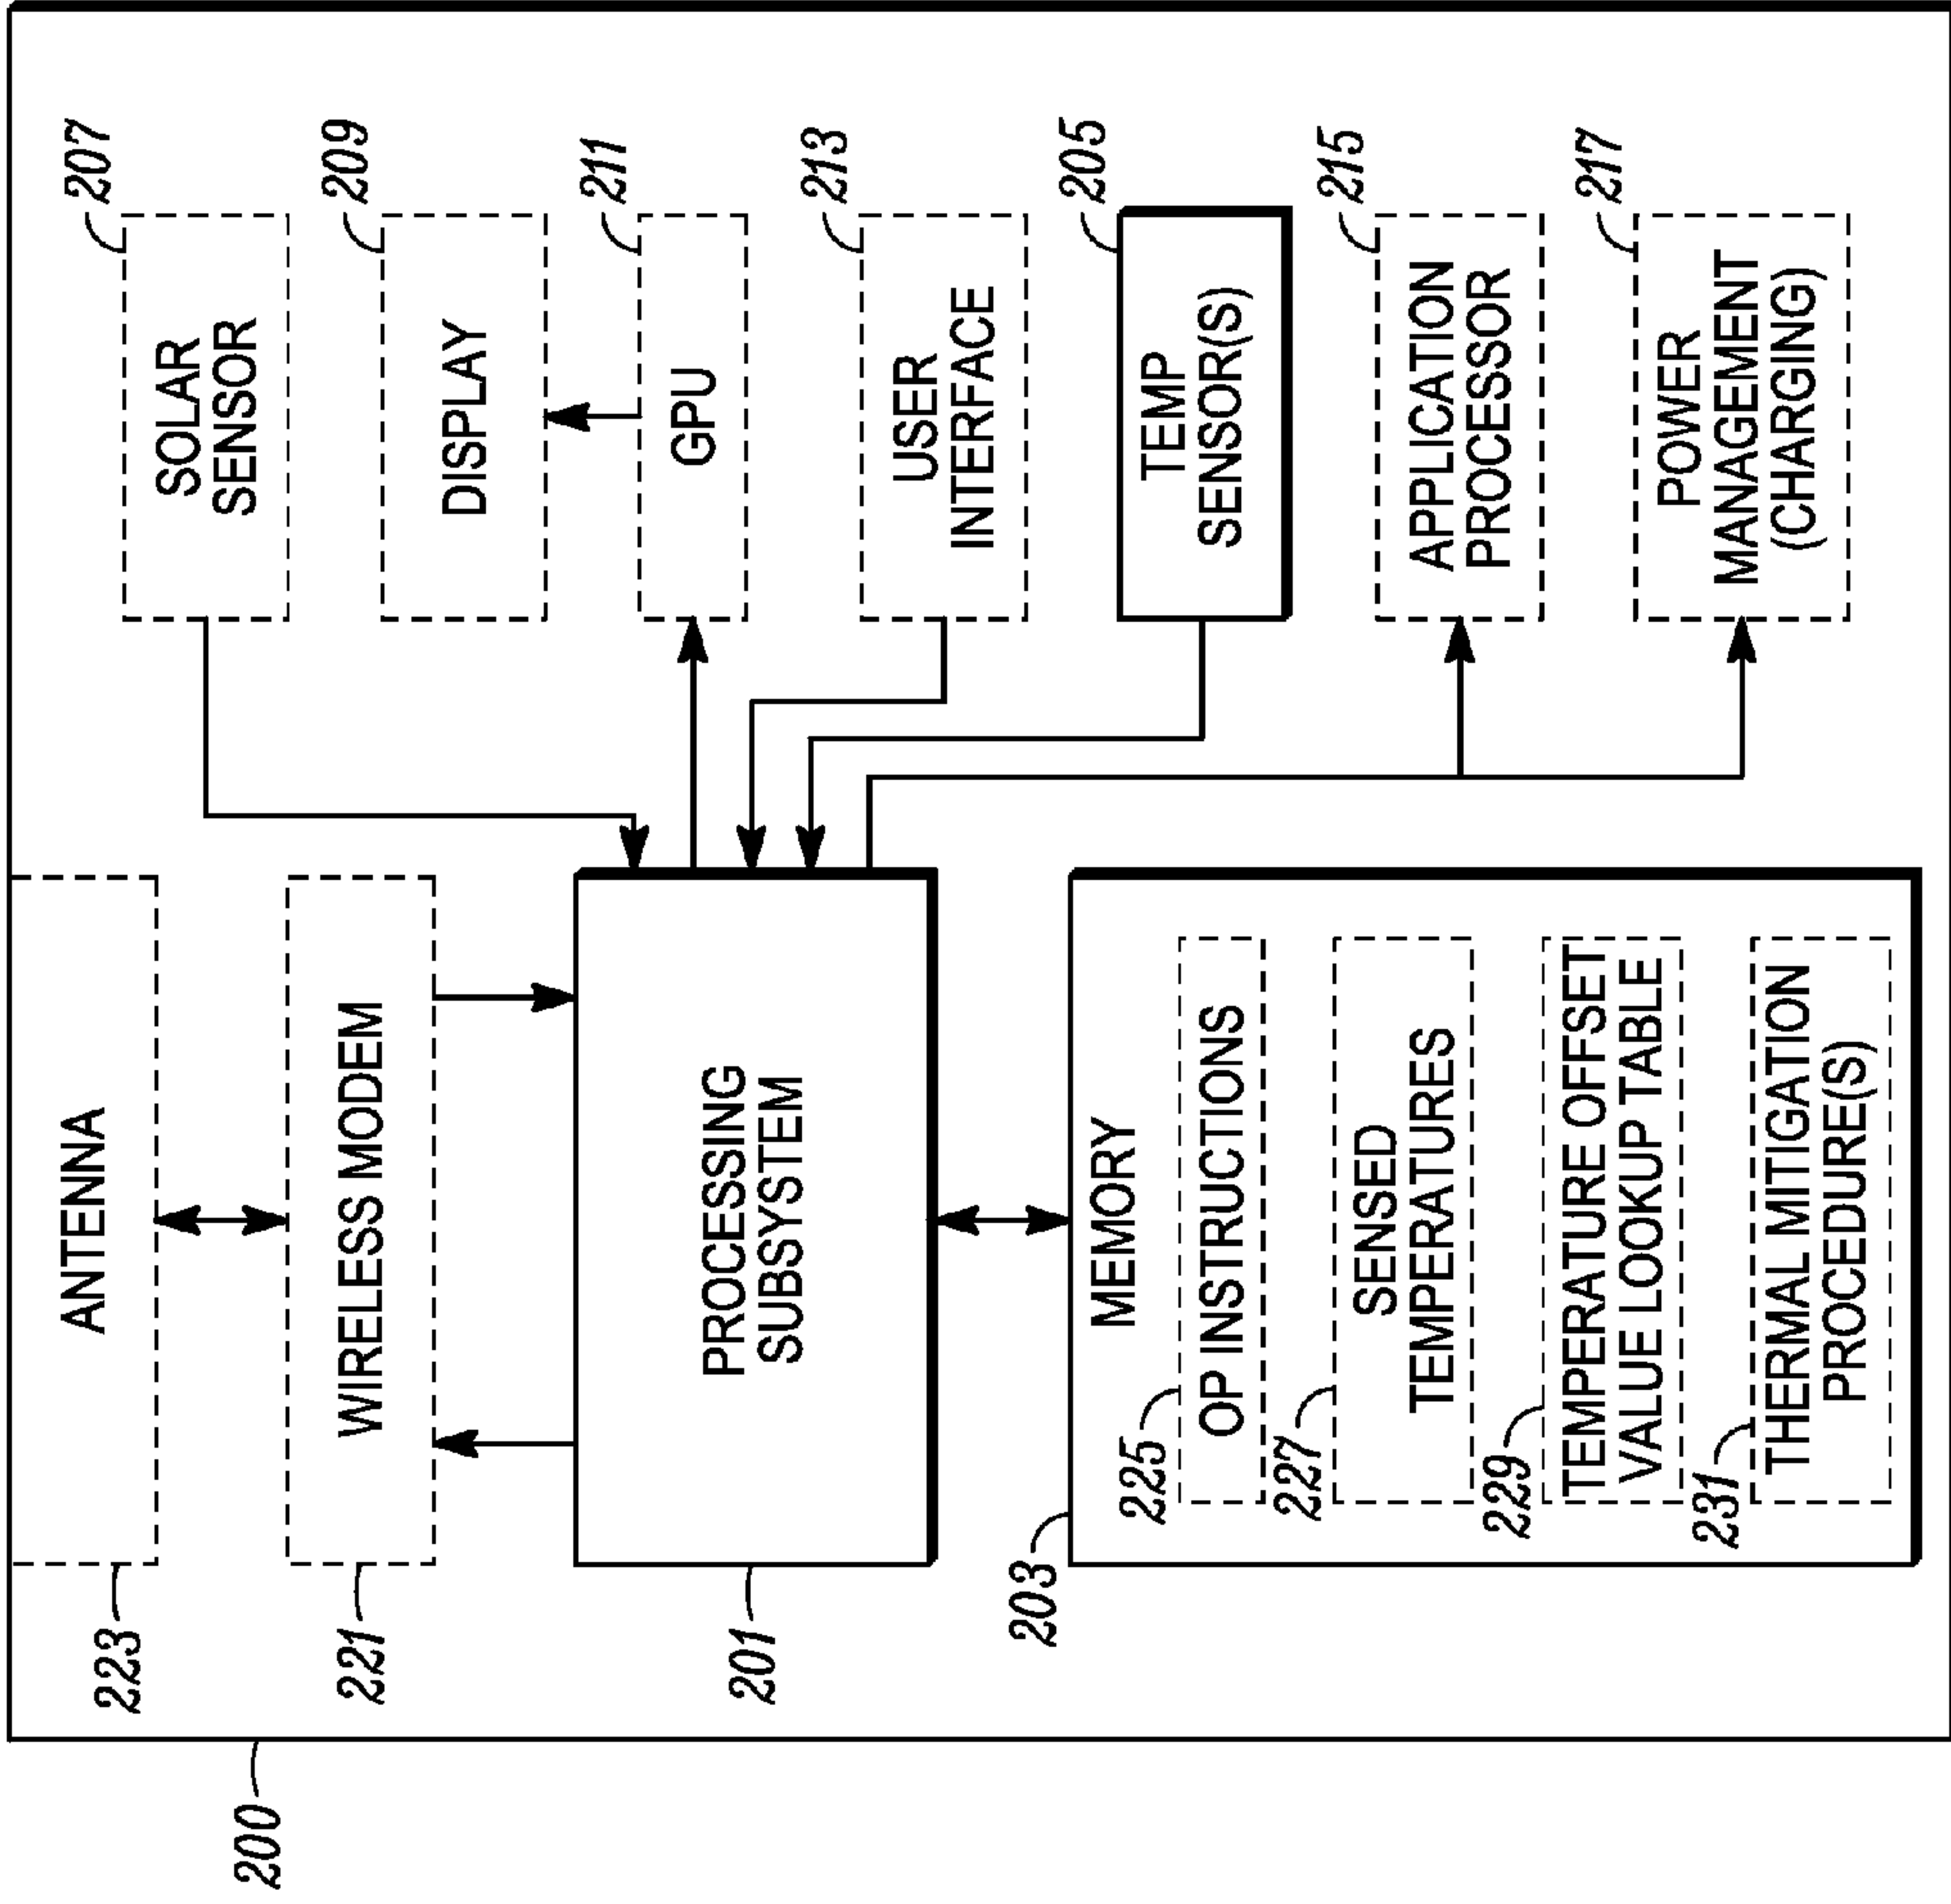 200
223
ANTENNA
221
WIRELESS MODEM
201
PROCESSING
SUBSYSTEM
203
MEMORY
225
OP INSTRUCTIONS
227
SENSED
TEMPERATURES
229
TEMPERATURE OFFSET
VALUE LOOKUP TABLE
231
THERMAL MITIGATION
PROCEDURE(S)
207
SOLAR
SENSOR
209
DISPLAY
211
GPU
213
USER
INTERFACE
205
TEMP
SENSOR(S)
215
APPLICATION
PROCESSOR
217
POWER
MANAGEMENT
(CHARGING)